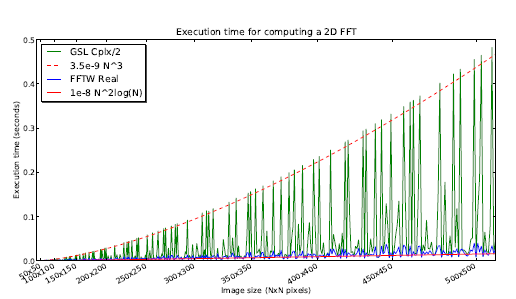 Execution time for computing a 2D FFT
GSL Cplx/2
3.5e-9 N^3
FFTW Real
1e-8 N^2log(N)
Execution time (seconds)
0.5
0.4
0.3
0.2
0.1
0.0
50x50
100x100
150x150
200x200
250x250
300x300
350x350
400x400
450x450
500x500
Image size (NxN pixels)